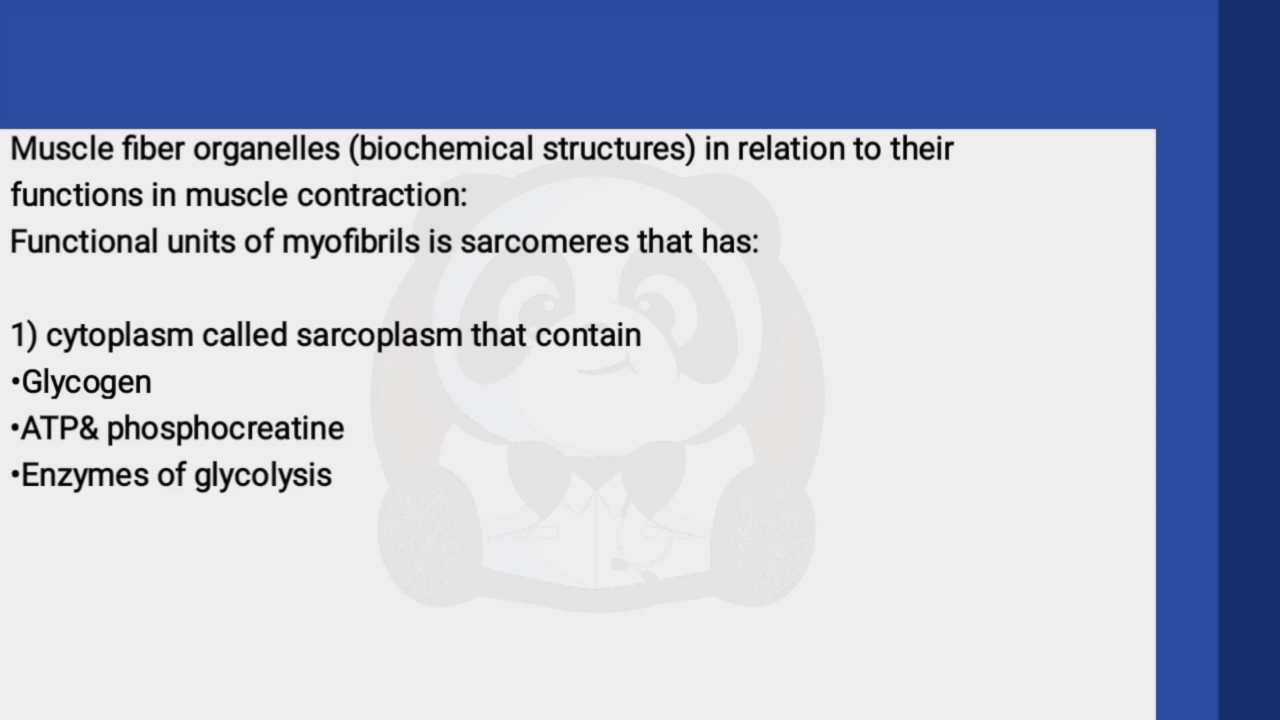 Muscle fiber organelles (biochemical structures) in relation to their
functions in muscle contraction:
Functional units of myofibrils is sarcomeres that has:
1) cytoplasm called sarcoplasm that contain
•Glycogen
•ATP& phosphocreatine
•Enzymes of glycolysis